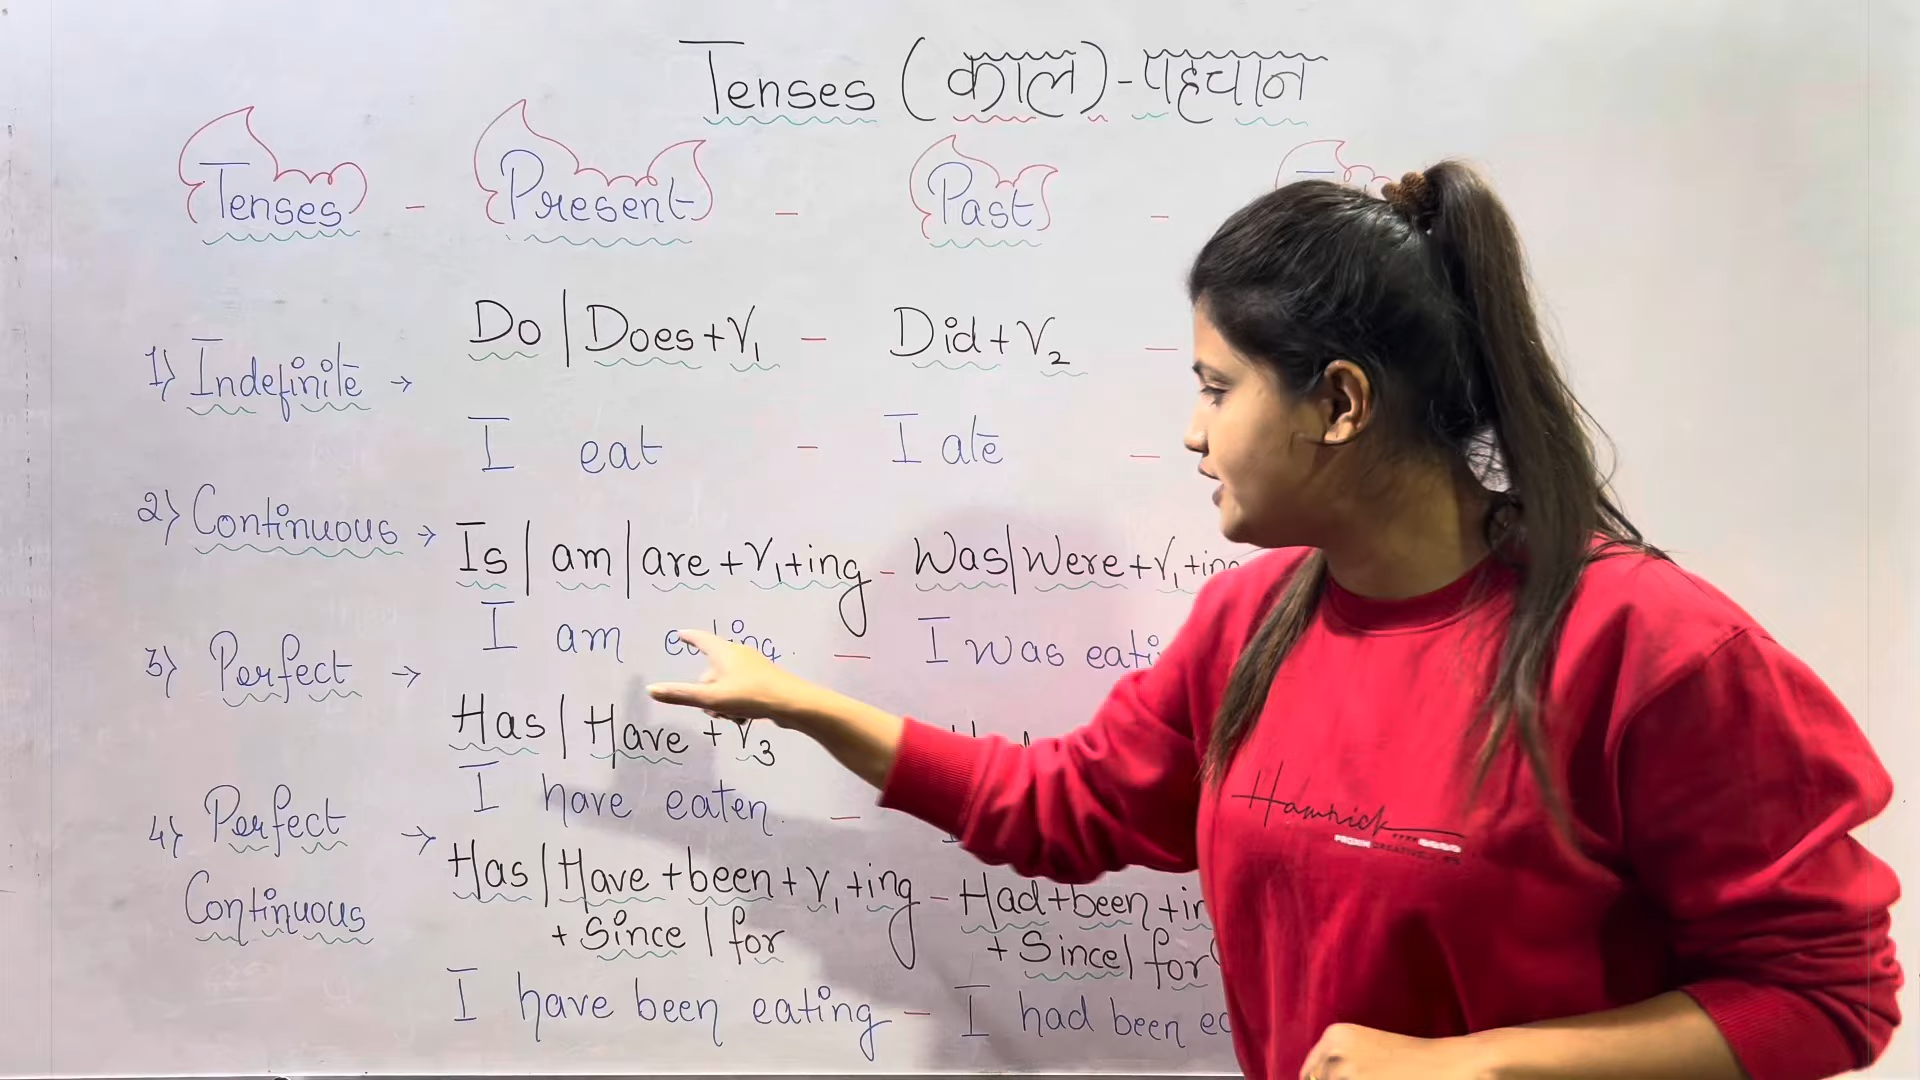 Tenses (काल)-पहचान
Tenses - Present - Past -
Do|Does+V1 - Did+V2 -
1) Indefinite →
I eat - I ate -
2) Continuous →
Is|am|are+V1+ing - Was|Were+V1+ing
I am eating. - I was
3) Perfect →
Has|Have+V3
I have eaten. -
4) Perfect Continuous →
Has|Have+been+V1+ing - Had+been
+Since|for
+Since|for
I have been eating - I had been
Hamrick